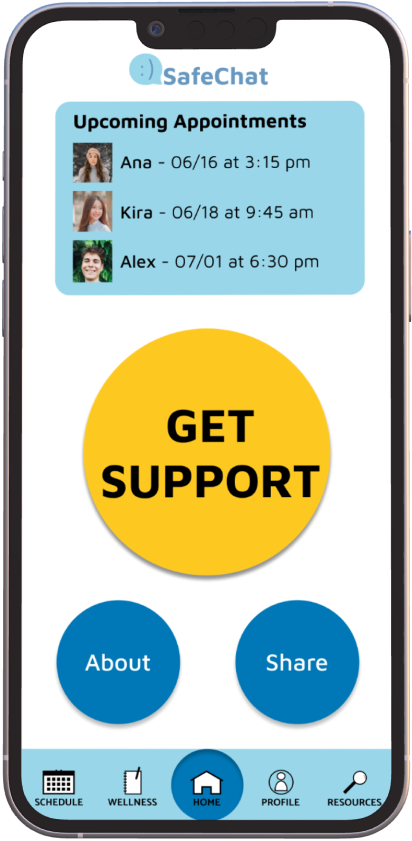 :) SafeChat
Upcoming Appointments
Ana - 06/16 at 3:15 pm
Kira - 06/18 at 9:45 am
Alex - 07/01 at 6:30 pm
GET
SUPPORT
About
Share
SCHEDULE
WELLNESS
HOME
PROFILE
RESOURCES